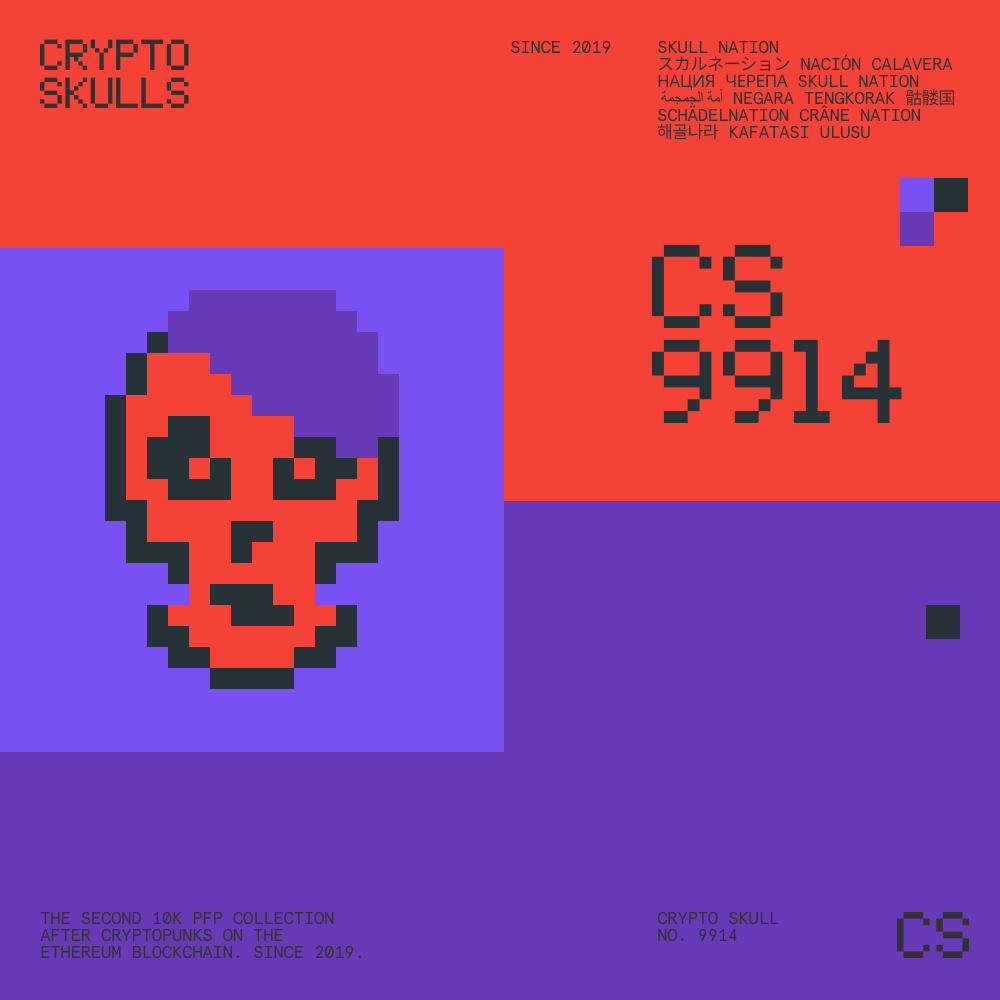 CRYPTO
SKULLS
SINCE 2019
SKULL NATION
スカルネーション NACIÓN CALAVERA
НАЦИЯ ЧЕРЕПА SKULL NATION
أمة الجمجمة NEGARA TENGKORAK 骷髅国
SCHÄDELNATION CRÂNE NATION
해골나라 KAFATASI ULUSU
CS
9914
THE SECOND 10K PFP COLLECTION
AFTER CRYPTOPUNKS ON THE
ETHEREUM BLOCKCHAIN. SINCE 2019.
CRYPTO SKULL
NO. 9914
CS